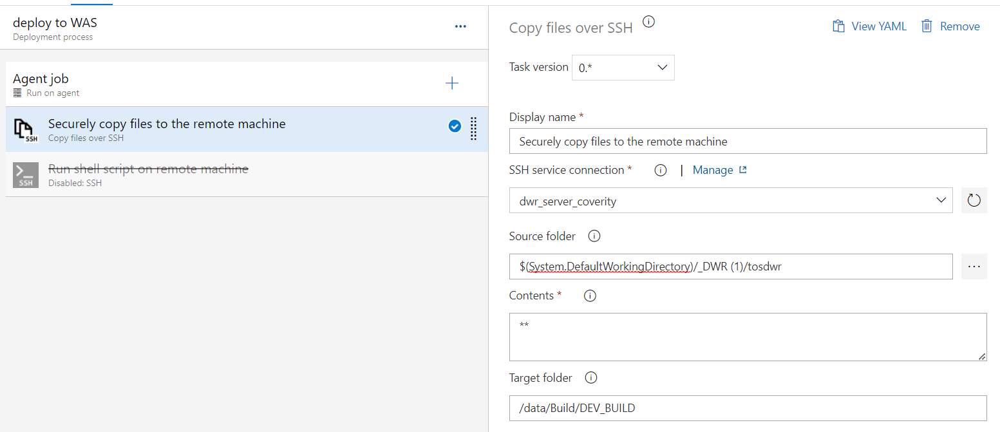 deploy to WAS
Deployment process
Agent job
Run on agent
SSH
Securely copy files to the remote machine
Copy files over SSH
SSH
Run shell script on remote machine
Disabled: SSH
Copy files over SSH
View YAML
Remove
Task version
0.*
Display name *
Securely copy files to the remote machine
SSH service connection * | Manage
dwr_server_coverity
Source folder
$(System.DefaultWorkingDirectory)/_DWR (1)/tosdwr
Contents *
**
Target folder
/data/Build/DEV_BUILD